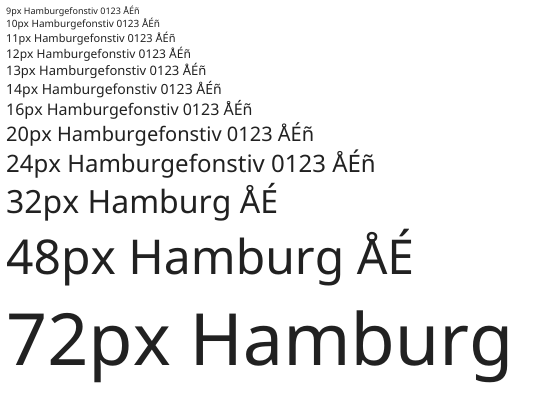 9px Hamburgefonstiv 0123 ÅÉñ
10px Hamburgefonstiv 0123 ÅÉñ
11px Hamburgefonstiv 0123 ÅÉñ
12px Hamburgefonstiv 0123 ÅÉñ
13px Hamburgefonstiv 0123 ÅÉñ
14px Hamburgefonstiv 0123 ÅÉñ
16px Hamburgefonstiv 0123 ÅÉñ
20px Hamburgefonstiv 0123 ÅÉñ
24px Hamburgefonstiv 0123 ÅÉñ
32px Hamburg ÅÉ
48px Hamburg ÅÉ
72px Hamburg